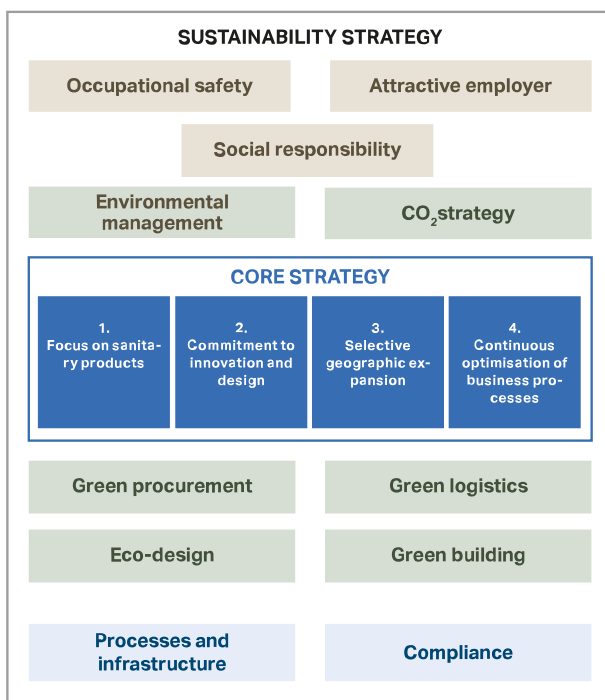 SUSTAINABILITY STRATEGY
Occupational safety
Attractive employer
Social responsibility
Environmental
management
CO₂strategy
CORE STRATEGY
1.
Focus on sanita-
ry products
2.
Commitment to
innovation and
design
3.
Selective
geographic ex-
pansion
4.
Continuous
optimisation of
business pro-
cesses
Green procurement
Green logistics
Eco-design
Green building
Processes and
infrastructure
Compliance